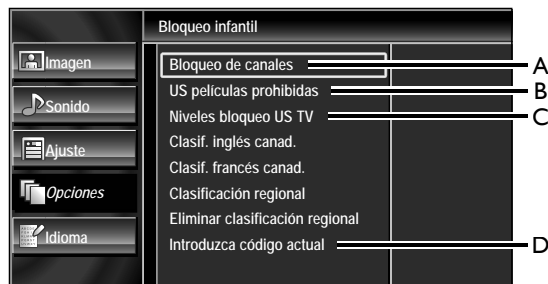 Bloqueo infantil
Imagen
Sonido
Ajuste
Opciones
Idioma
Bloqueo de canales
US películas prohibidas
Niveles bloqueo US TV
Clasif. inglés canad.
Clasif. francés canad.
Clasificación regional
Eliminar clasificación regional
Introduzca código actual
A
B
C
D